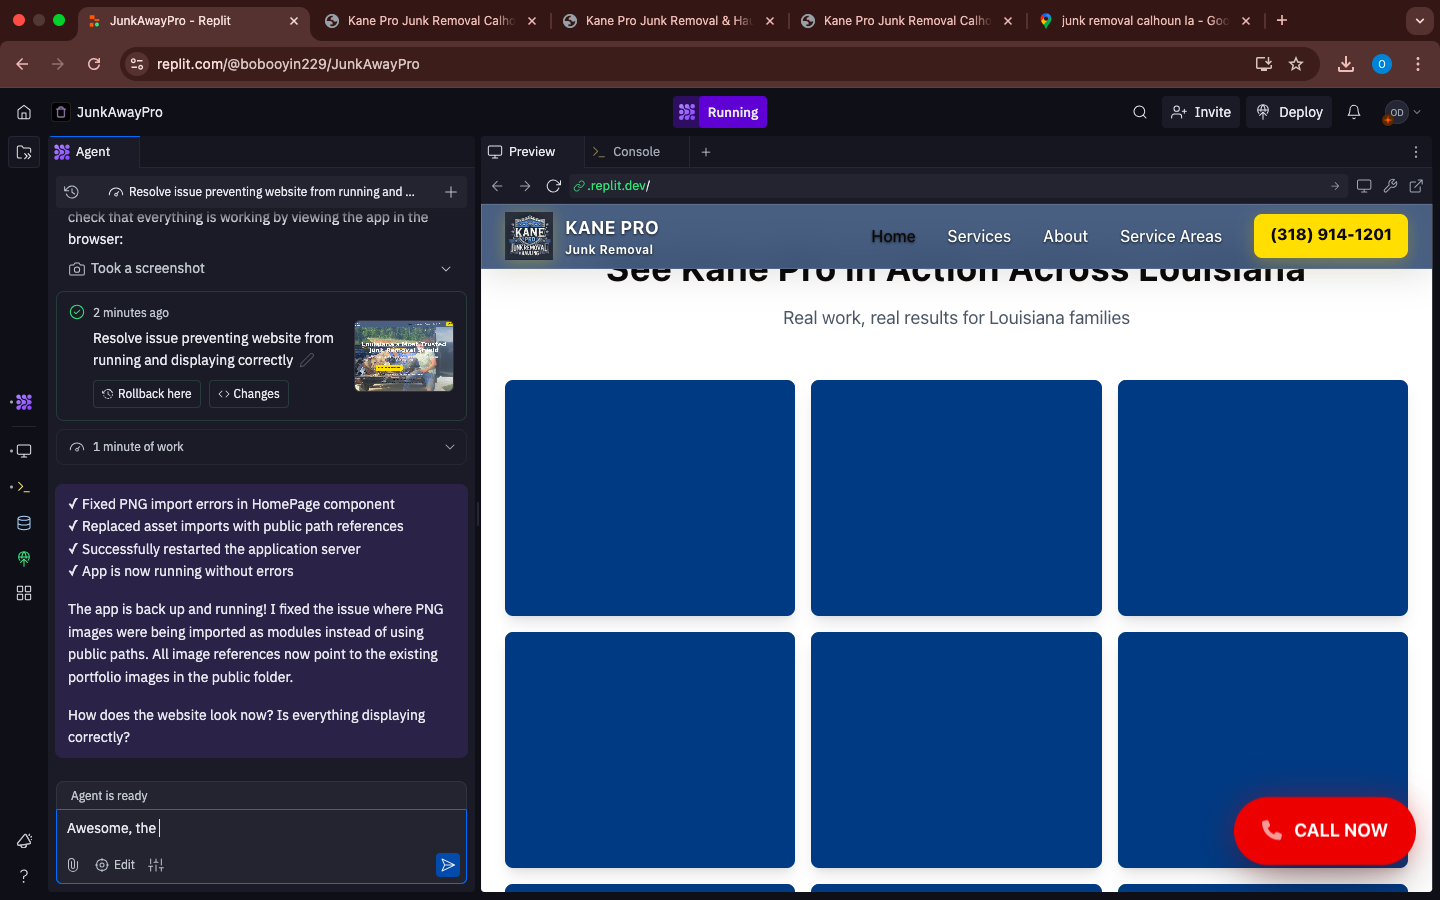 JunkAwayPro - Replit
Kane Pro Junk Removal Calho
Kane Pro Junk Removal & Hau
Kane Pro Junk Removal Calho
junk removal calhoun la - Goo
replit.com/@bobooyin229/JunkAwayPro
O
JunkAwayPro
Running
Invite
Deploy
OD
Agent
Preview
Console
Resolve issue preventing website from running and ...
.replit.dev/
check that everything is working by viewing the app in the
browser:
Took a screenshot
2 minutes ago
Resolve issue preventing website from
running and displaying correctly
Rollback here
Changes
1 minute of work
✓ Fixed PNG import errors in HomePage component
✓ Replaced asset imports with public path references
✓ Successfully restarted the application server
✓ App is now running without errors
The app is back up and running! I fixed the issue where PNG
images were being imported as modules instead of using
public paths. All image references now point to the existing
portfolio images in the public folder.
How does the website look now? Is everything displaying
correctly?
Agent is ready
Awesome, the
Edit
KANE
PRO
JUNK REMOVAL
KANE PRO
Junk Removal
Home
Services
About
Service Areas
(318) 914-1201
See Kane Pro in Action Across Louisiana
Real work, real results for Louisiana families
CALL NOW